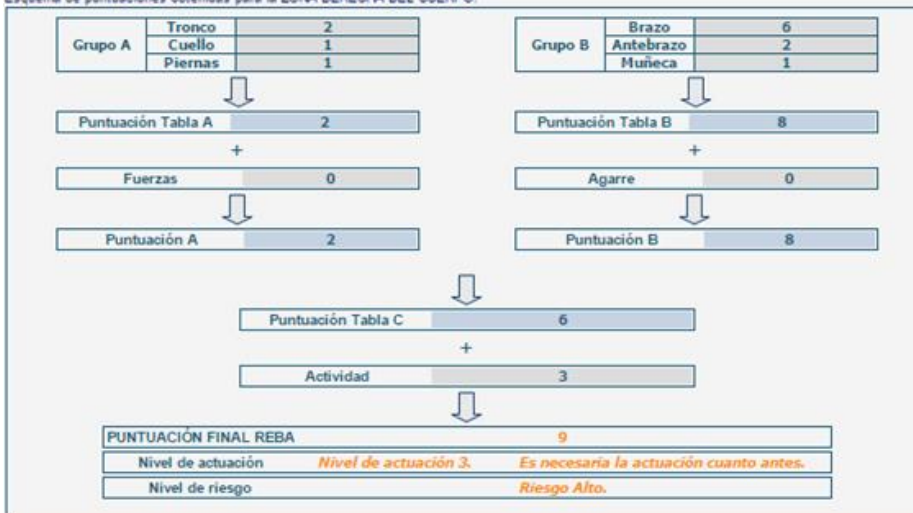 Grupo A Tronco 2 Cuello 1 Piernas 1
Grupo B Brazo 6 Antebrazo 2 Muñeca 1
Puntuación Tabla A 2
Puntuación Tabla B 8
+ +
Fuerzas 0
Agarre 0
Puntuación A 2
Puntuación B 8
Puntuación Tabla C 6
+
Actividad 3
PUNTUACIÓN FINAL REBA 9
Nivel de actuación Nivel de actuación 3. Es necesaria la actuación cuanto antes.
Nivel de riesgo Riesgo Alto.